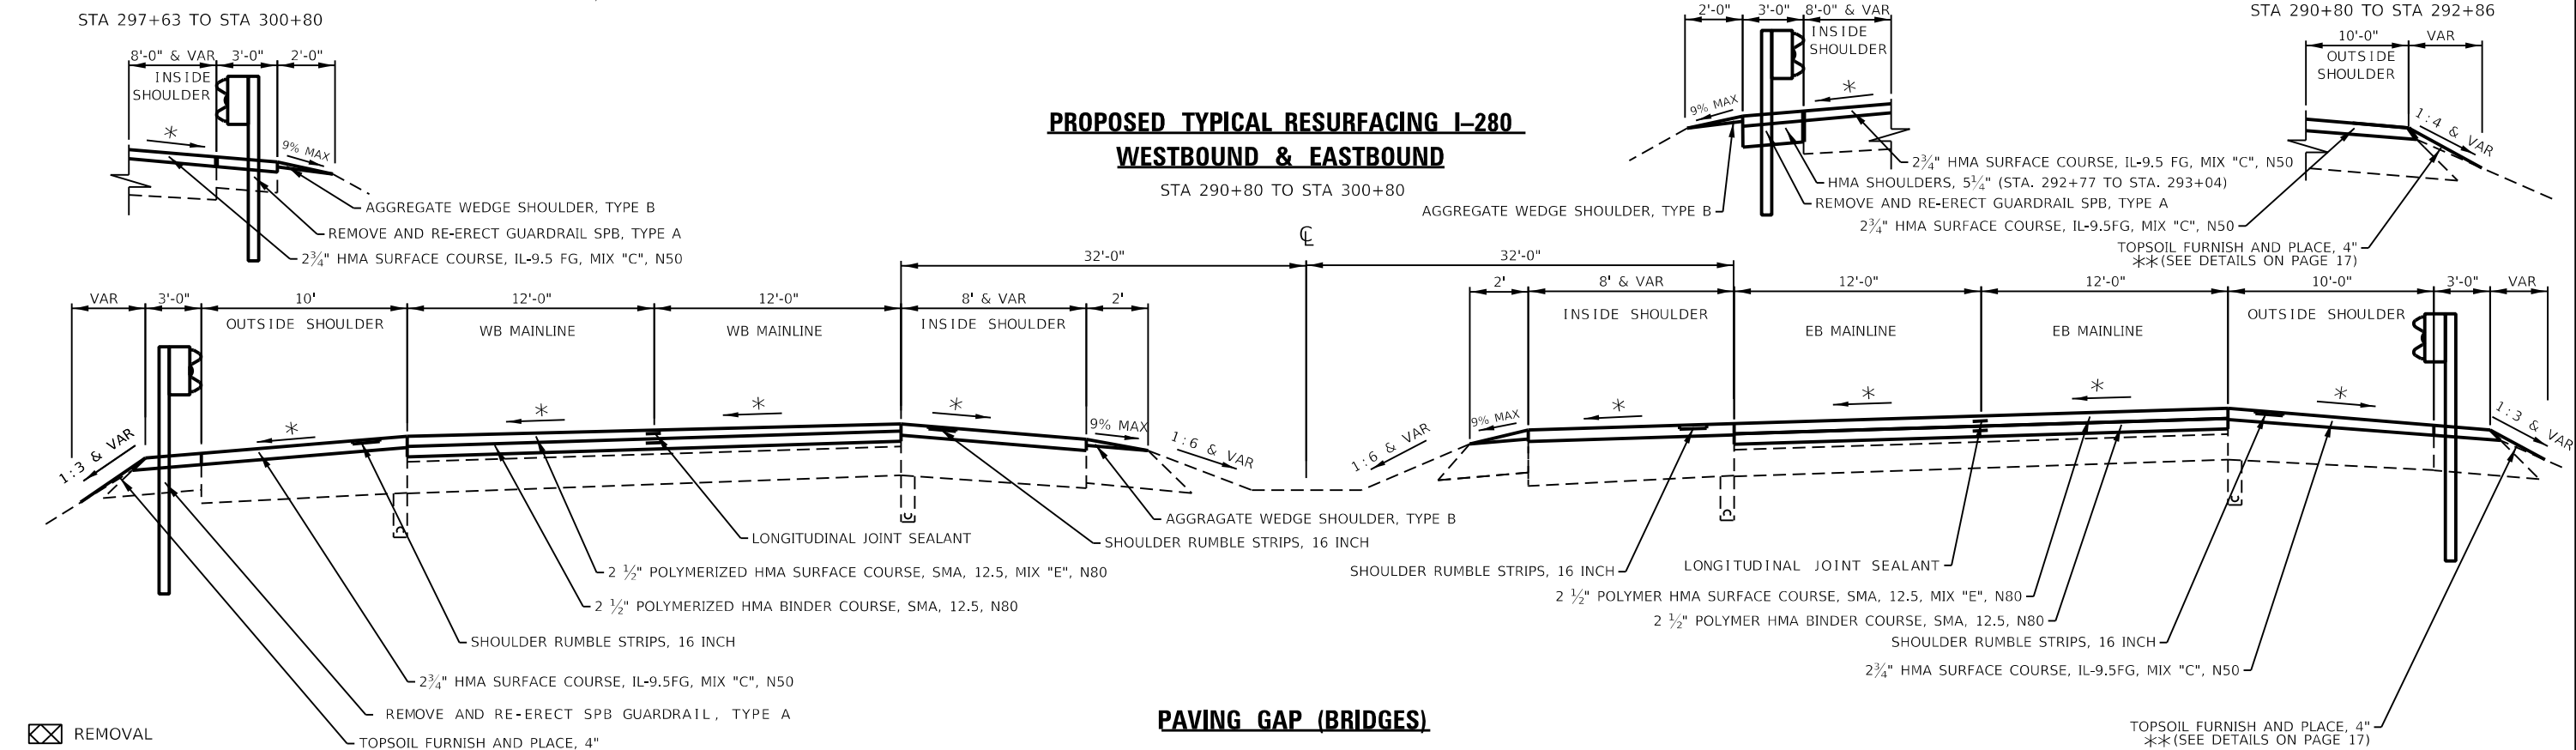 STA 297+63 TO STA 300+80
8'-0" & VAR 3'-0" 2'-0"
INSIDE
SHOULDER
*
9% MAX
AGGREGATE WEDGE SHOULDER, TYPE B
REMOVE AND RE-ERECT GUARDRAIL SPB, TYPE A
2¾" HMA SURFACE COURSE, IL-9.5 FG, MIX "C", N50
PROPOSED TYPICAL RESURFACING I–280
WESTBOUND & EASTBOUND
STA 290+80 TO STA 300+80
2'-0" 3'-0" 8'-0" & VAR
INSIDE
SHOULDER
*
9% MAX
2¾" HMA SURFACE COURSE, IL-9.5 FG, MIX "C", N50
HMA SHOULDERS, 5¼" (STA. 292+77 TO STA. 293+04)
REMOVE AND RE-ERECT GUARDRAIL SPB, TYPE A
AGGREGATE WEDGE SHOULDER, TYPE B
STA 290+80 TO STA 292+86
10'-0" VAR
OUTSIDE
SHOULDER
1:4 & VAR
2¾" HMA SURFACE COURSE, IL-9.5FG, MIX "C", N50
TOPSOIL FURNISH AND PLACE, 4"
**(SEE DETAILS ON PAGE 17)
℄
32'-0" 32'-0"
VAR 3'-0" 10' 12'-0" 12'-0" 8' & VAR 2'
OUTSIDE SHOULDER WB MAINLINE WB MAINLINE INSIDE SHOULDER
1:3 & VAR * * * * 9% MAX 1:6 & VAR
AGGRAGATE WEDGE SHOULDER, TYPE B
LONGITUDINAL JOINT SEALANT
SHOULDER RUMBLE STRIPS, 16 INCH
2 ½" POLYMERIZED HMA SURFACE COURSE, SMA, 12.5, MIX "E", N80
2 ½" POLYMERIZED HMA BINDER COURSE, SMA, 12.5, N80
SHOULDER RUMBLE STRIPS, 16 INCH
2¾" HMA SURFACE COURSE, IL-9.5FG, MIX "C", N50
REMOVE AND RE-ERECT SPB GUARDRAIL, TYPE A
TOPSOIL FURNISH AND PLACE, 4"
REMOVAL
2' 8' & VAR 12'-0" 12'-0" 10'-0" 3'-0" VAR
INSIDE SHOULDER EB MAINLINE EB MAINLINE OUTSIDE SHOULDER
1:6 & VAR 9% MAX * * * * 1:3 & VAR
SHOULDER RUMBLE STRIPS, 16 INCH
LONGITUDINAL JOINT SEALANT
2 ½" POLYMER HMA SURFACE COURSE, SMA, 12.5, MIX "E", N80
2 ½" POLYMER HMA BINDER COURSE, SMA, 12.5, N80
SHOULDER RUMBLE STRIPS, 16 INCH
2¾" HMA SURFACE COURSE, IL-9.5FG, MIX "C", N50
TOPSOIL FURNISH AND PLACE, 4"
**(SEE DETAILS ON PAGE 17)
PAVING GAP (BRIDGES)